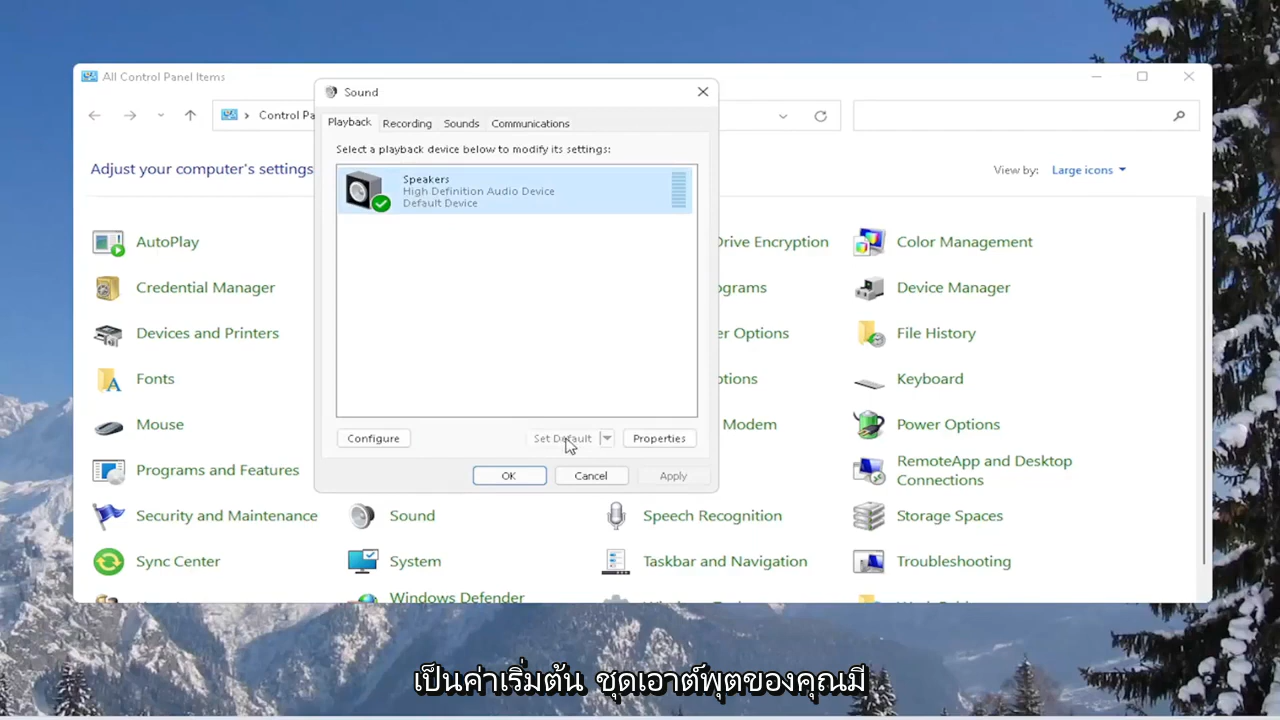 All Control Panel Items
Sound
Control Pa
Playback
Recording
Sounds
Communications
Select a playback device below to modify its settings:
Adjust your computer's settings
View by:
Large icons
Speakers
High Definition Audio Device
Default Device
AutoPlay
Drive Encryption
Color Management
Credential Manager
ograms
Device Manager
Devices and Printers
er Options
File History
Fonts
ptions
Keyboard
Mouse
Modem
Power Options
Configure
Set Default
Properties
Programs and Features
RemoteApp and Desktop
Connections
OK
Cancel
Apply
Security and Maintenance
Sound
Speech Recognition
Storage Spaces
Sync Center
System
Taskbar and Navigation
Troubleshooting
Windows Defender
เป็นค่าเริ่มต้น ชุดเอาต์พุตของคุณมี